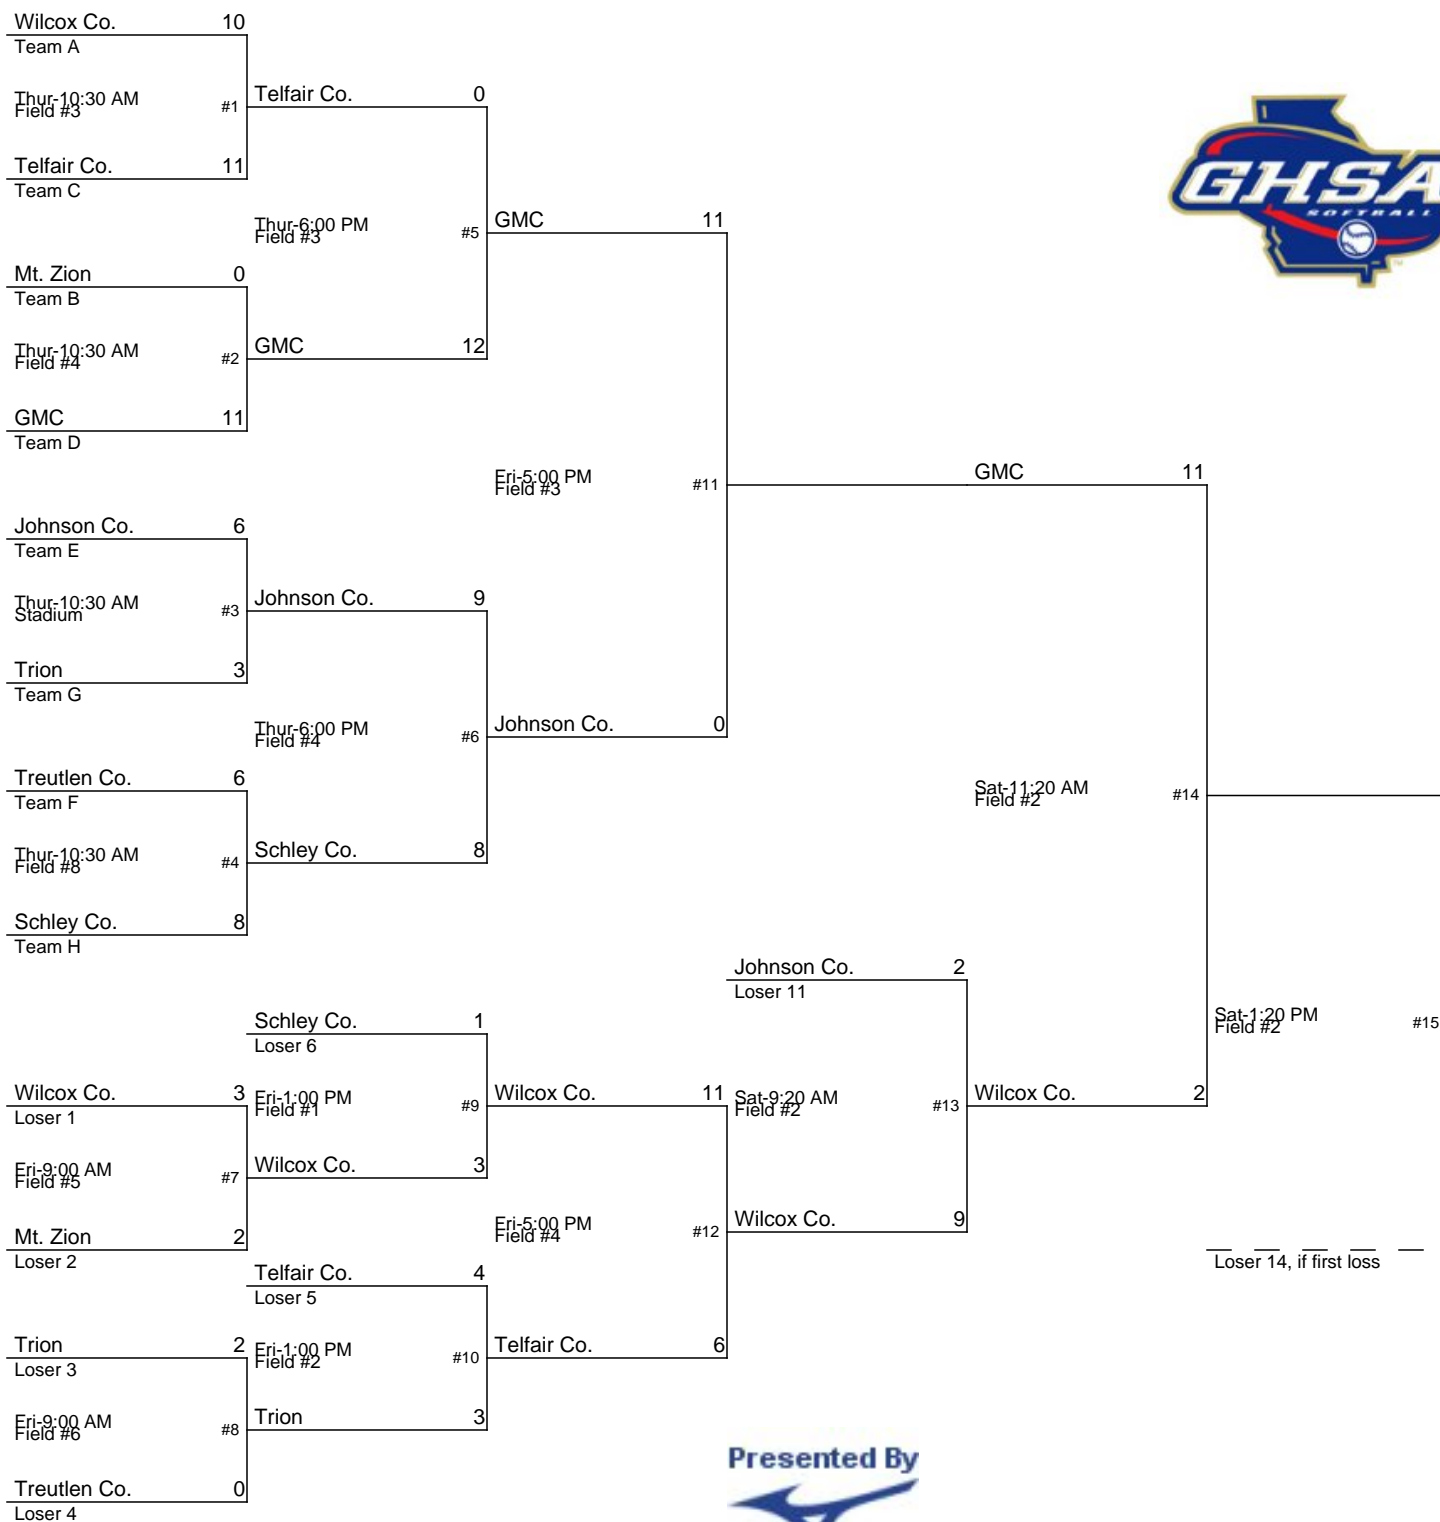 Wilcox Co. 10
Team A
Thur-10:30 AM
Field #3
#1
Telfair Co. 0
Telfair Co. 11
Team C
Thur-6:00 PM
Field #3
#5
GMC 11
Mt. Zion 0
Team B
Thur-10:30 AM
Field #4
#2
GMC 12
GMC 11
Team D
GHSA
SOFTBALL
TM
Fri-5:00 PM
Field #3
#11
GMC 11
Johnson Co. 6
Team E
Thur-10:30 AM
Stadium
#3
Johnson Co. 9
Trion 3
Team G
Thur-6:00 PM
Field #4
#6
Johnson Co. 0
Treutlen Co. 6
Team F
Thur-10:30 AM
Field #8
#4
Schley Co. 8
Schley Co. 8
Team H
Sat-11:20 AM
Field #2
#14
Johnson Co. 2
Loser 11
Schley Co. 1
Loser 6
Sat-1:20 PM
Field #2
#15
Wilcox Co. 3
Loser 1
Fri-1:00 PM
Field #1
#9
Wilcox Co. 11
Sat-9:20 AM
Field #2
#13
Wilcox Co. 2
Fri-9:00 AM
Field #5
#7
Wilcox Co. 3
Mt. Zion 2
Loser 2
Fri-5:00 PM
Field #4
#12
Wilcox Co. 9
Telfair Co. 4
Loser 5
Loser 14, if first loss
Trion 2
Loser 3
Fri-1:00 PM
Field #2
#10
Telfair Co. 6
Fri-9:00 AM
Field #6
#8
Trion 3
Treutlen Co. 0
Loser 4
Presented By